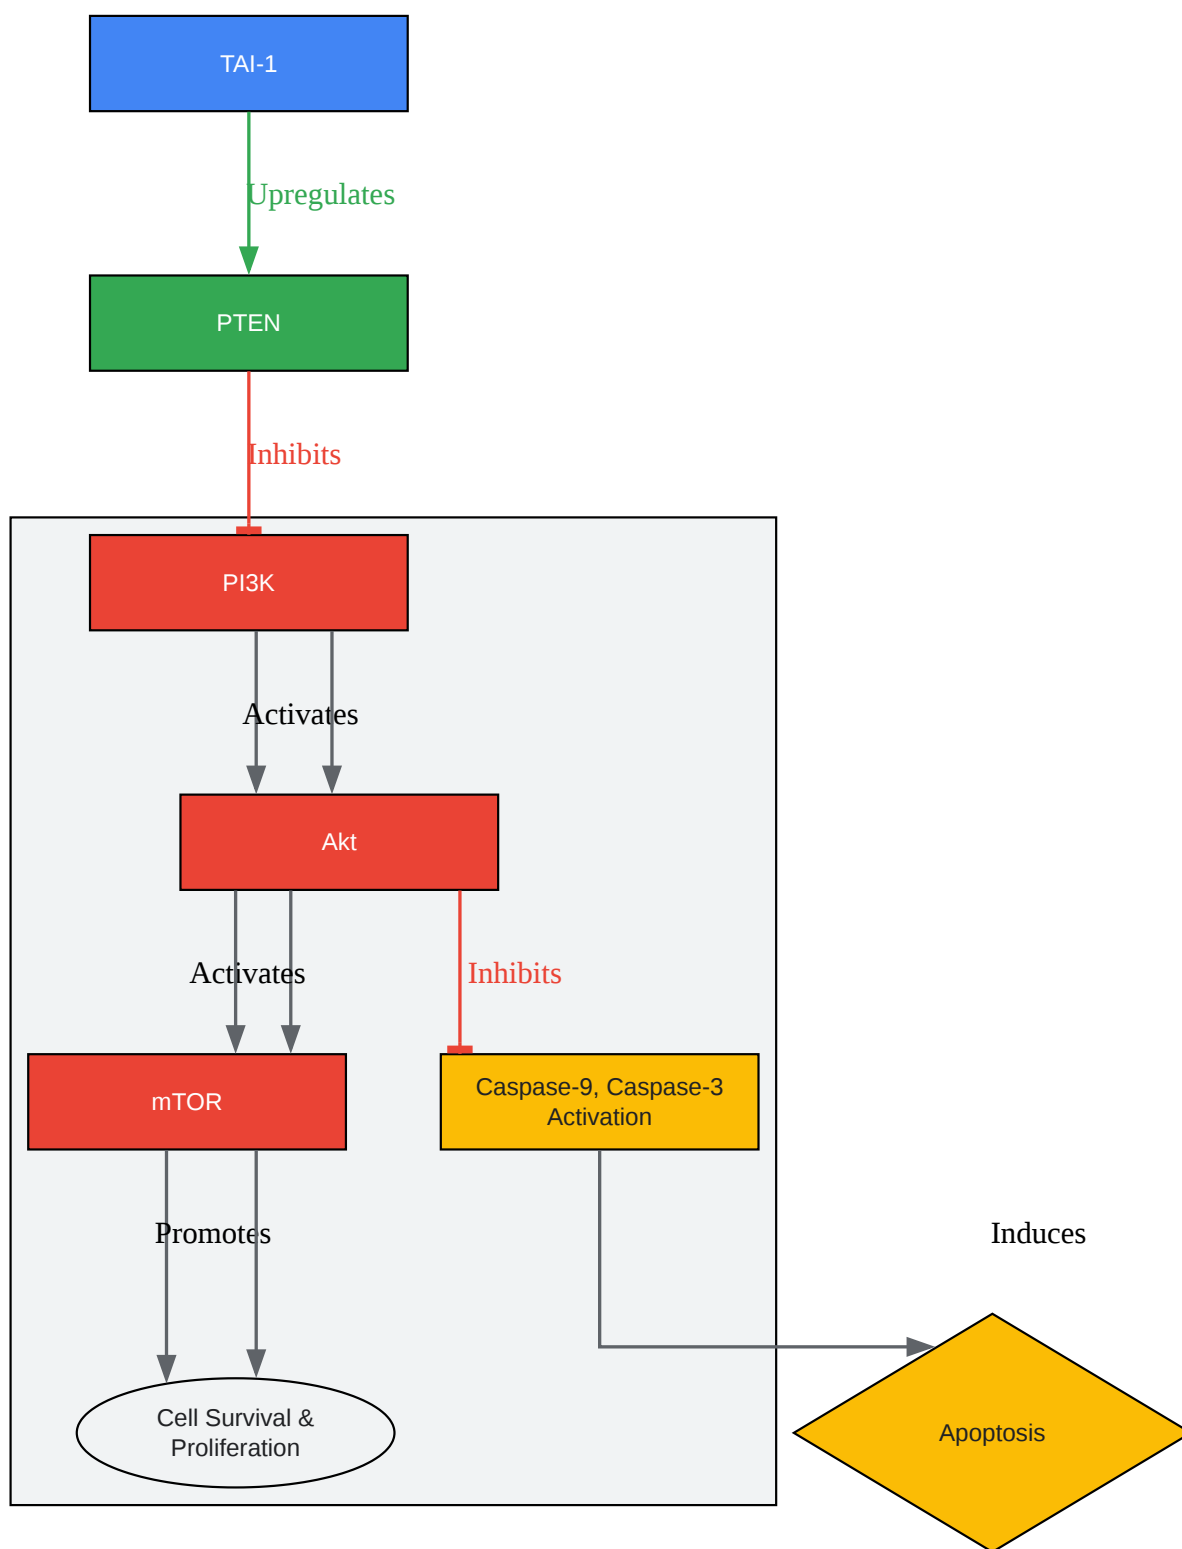 TAI-1
Upregulates
PTEN
Inhibits
PI3K
Activates
Akt
Activates
Inhibits
mTOR
Caspase-9, Caspase-3
Activation
Promotes
Induces
Cell Survival &
Proliferation
Apoptosis